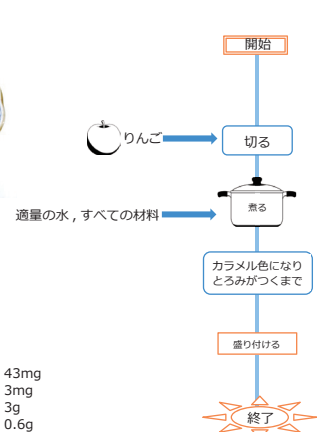 開始
りんご
切る
適量の水 , すべての材料
煮る
カラメル色になり
とろみがつくまで
盛り付ける
終了
43mg
3mg
3g
0.6g